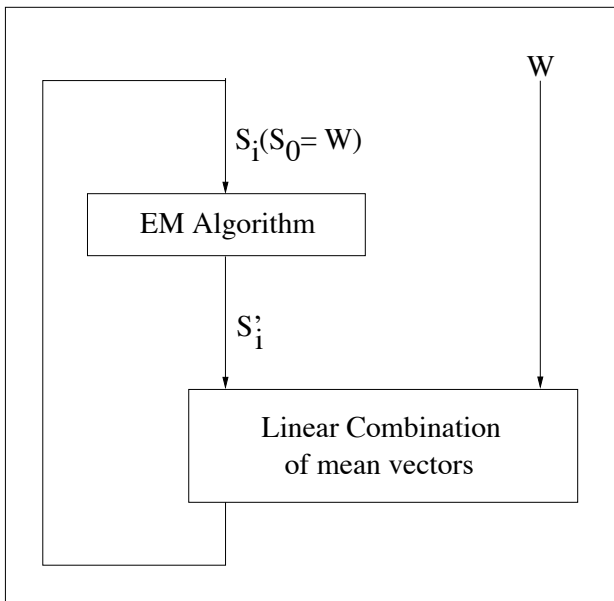 W
S_i(S_0= W)
EM Algorithm
S'_i
Linear Combination
of mean vectors